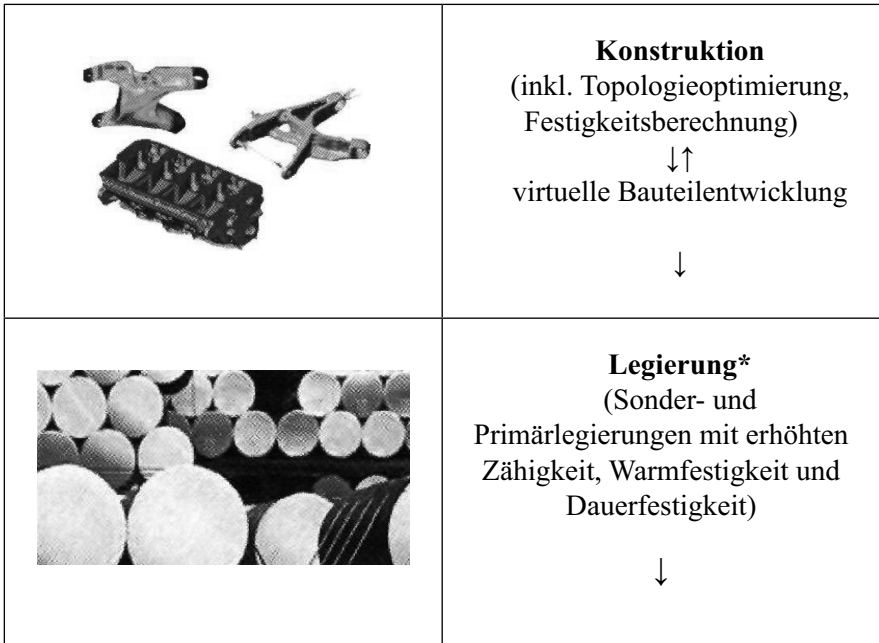 Konstruktion
(inkl. Topologieoptimierung,
Festigkeitsberechnung)
↓↑
virtuelle Bauteilentwicklung
↓
Legierung*
(Sonder- und
Primärlegierungen mit erhöhten
Zähigkeit, Warmfestigkeit und
Dauerfestigkeit)
↓